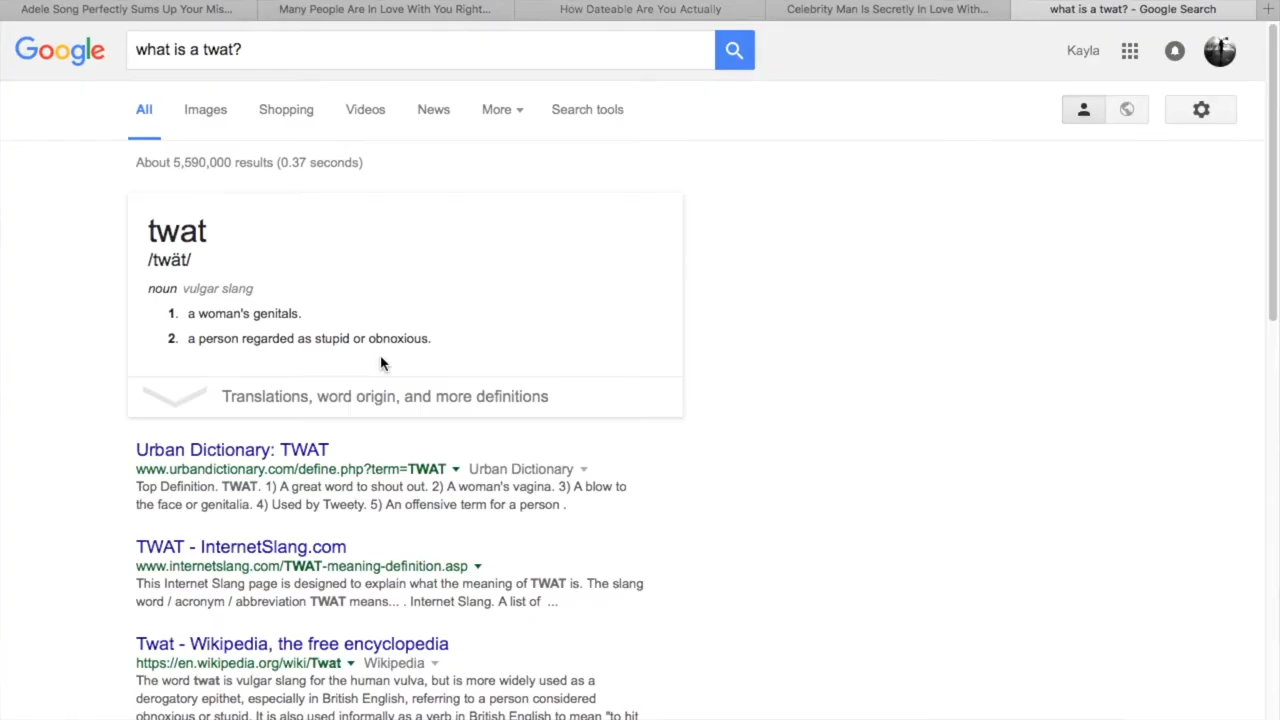 Adele Song Perfectly Sums Up Your Mis...
Many People Are In Love With You Right...
How Dateable Are You Actually
Celebrity Man Is Secretly In Love With...
what is a twat? - Google Search
Google
what is a twat?
Kayla
All
Images
Shopping
Videos
News
More
Search tools
About 5,590,000 results (0.37 seconds)
twat
/twät/
noun vulgar slang
1. a woman's genitals.
2. a person regarded as stupid or obnoxious.
Translations, word origin, and more definitions
Urban Dictionary: TWAT
www.urbandictionary.com/define.php?term=TWAT Urban Dictionary
Top Definition. TWAT. 1) A great word to shout out. 2) A woman's vagina. 3) A blow to
the face or genitalia. 4) Used by Tweety. 5) An offensive term for a person .
TWAT - InternetSlang.com
www.internetslang.com/TWAT-meaning-definition.asp
This Internet Slang page is designed to explain what the meaning of TWAT is. The slang
word / acronym / abbreviation TWAT means... . Internet Slang. A list of ...
Twat - Wikipedia, the free encyclopedia
https://en.wikipedia.org/wiki/Twat Wikipedia
The word twat is vulgar slang for the human vulva, but is more widely used as a
derogatory epithet, especially in British English, referring to a person considered
obnoxious or stupid. It is also used informally as a verb in British English to mean "to hit